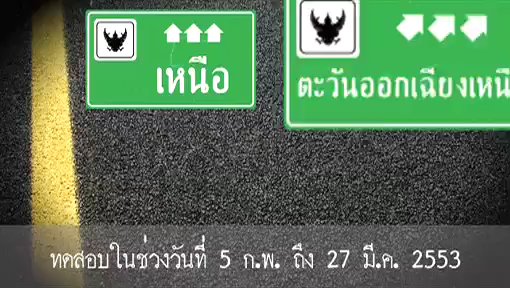 เหนือ
ตะวันออกเฉียงเหนื
ทดสอบในช่วงวันที่ 5 ก.พ. ถึง 27 มี.ค. 2553